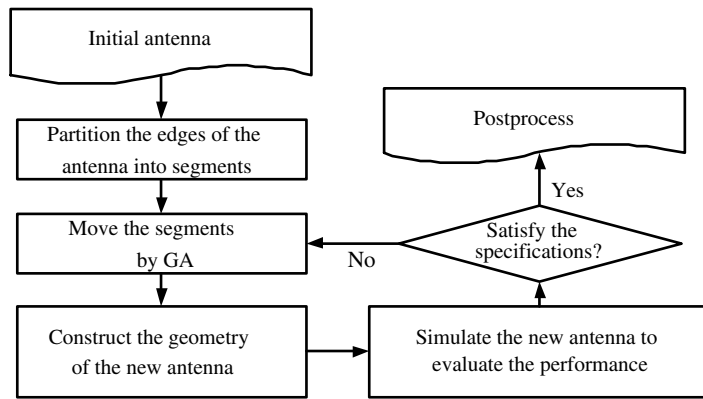 Initial antenna
Partition the edges of the
antenna into segments
Move the segments
by GA
Construct the geometry
of the new antenna
Simulate the new antenna to
evaluate the performance
Satisfy the
specifications?
No
Yes
Postprocess